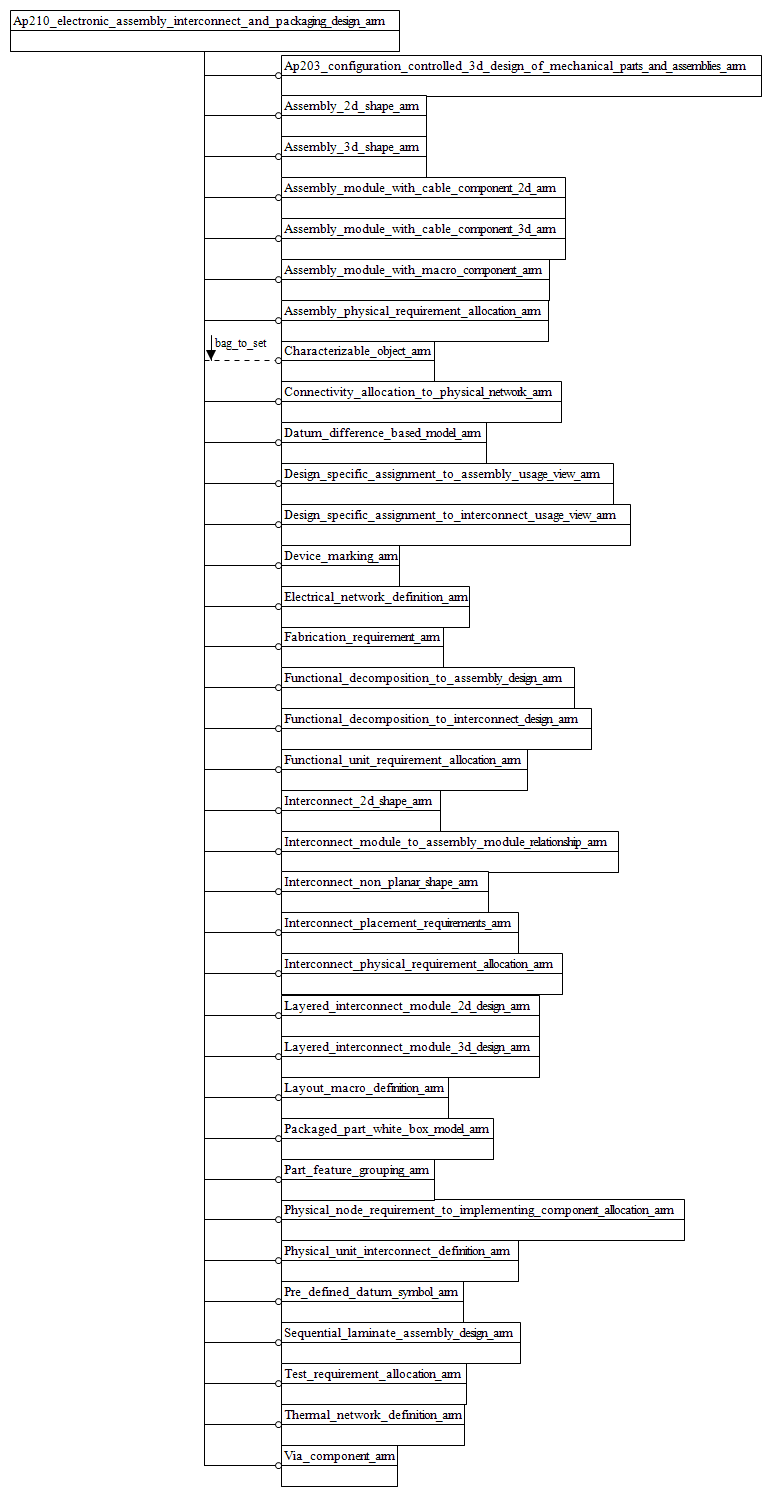 Ap210_electronic_assembly_interconnect_and_packaging_design_arm
Ap203_configuration_controlled_3d_design_of_mechanical_parts_and_assemblies_arm
Assembly_2d_shape_arm
Assembly_3d_shape_arm
Assembly_module_with_cable_component_2d_arm
Assembly_module_with_cable_component_3d_arm
Assembly_module_with_macro_component_arm
Assembly_physical_requirement_allocation_arm
bag_to_set
Characterizable_object_arm
Connectivity_allocation_to_physical_network_arm
Datum_difference_based_model_arm
Design_specific_assignment_to_assembly_usage_view_arm
Design_specific_assignment_to_interconnect_usage_view_arm
Device_marking_arm
Electrical_network_definition_arm
Fabrication_requirement_arm
Functional_decomposition_to_assembly_design_arm
Functional_decomposition_to_interconnect_design_arm
Functional_unit_requirement_allocation_arm
Interconnect_2d_shape_arm
Interconnect_module_to_assembly_module_relationship_arm
Interconnect_non_planar_shape_arm
Interconnect_placement_requirements_arm
Interconnect_physical_requirement_allocation_arm
Layered_interconnect_module_2d_design_arm
Layered_interconnect_module_3d_design_arm
Layout_macro_definition_arm
Packaged_part_white_box_model_arm
Part_feature_grouping_arm
Physical_node_requirement_to_implementing_component_allocation_arm
Physical_unit_interconnect_definition_arm
Pre_defined_datum_symbol_arm
Sequential_laminate_assembly_design_arm
Test_requirement_allocation_arm
Thermal_network_definition_arm
Via_component_arm